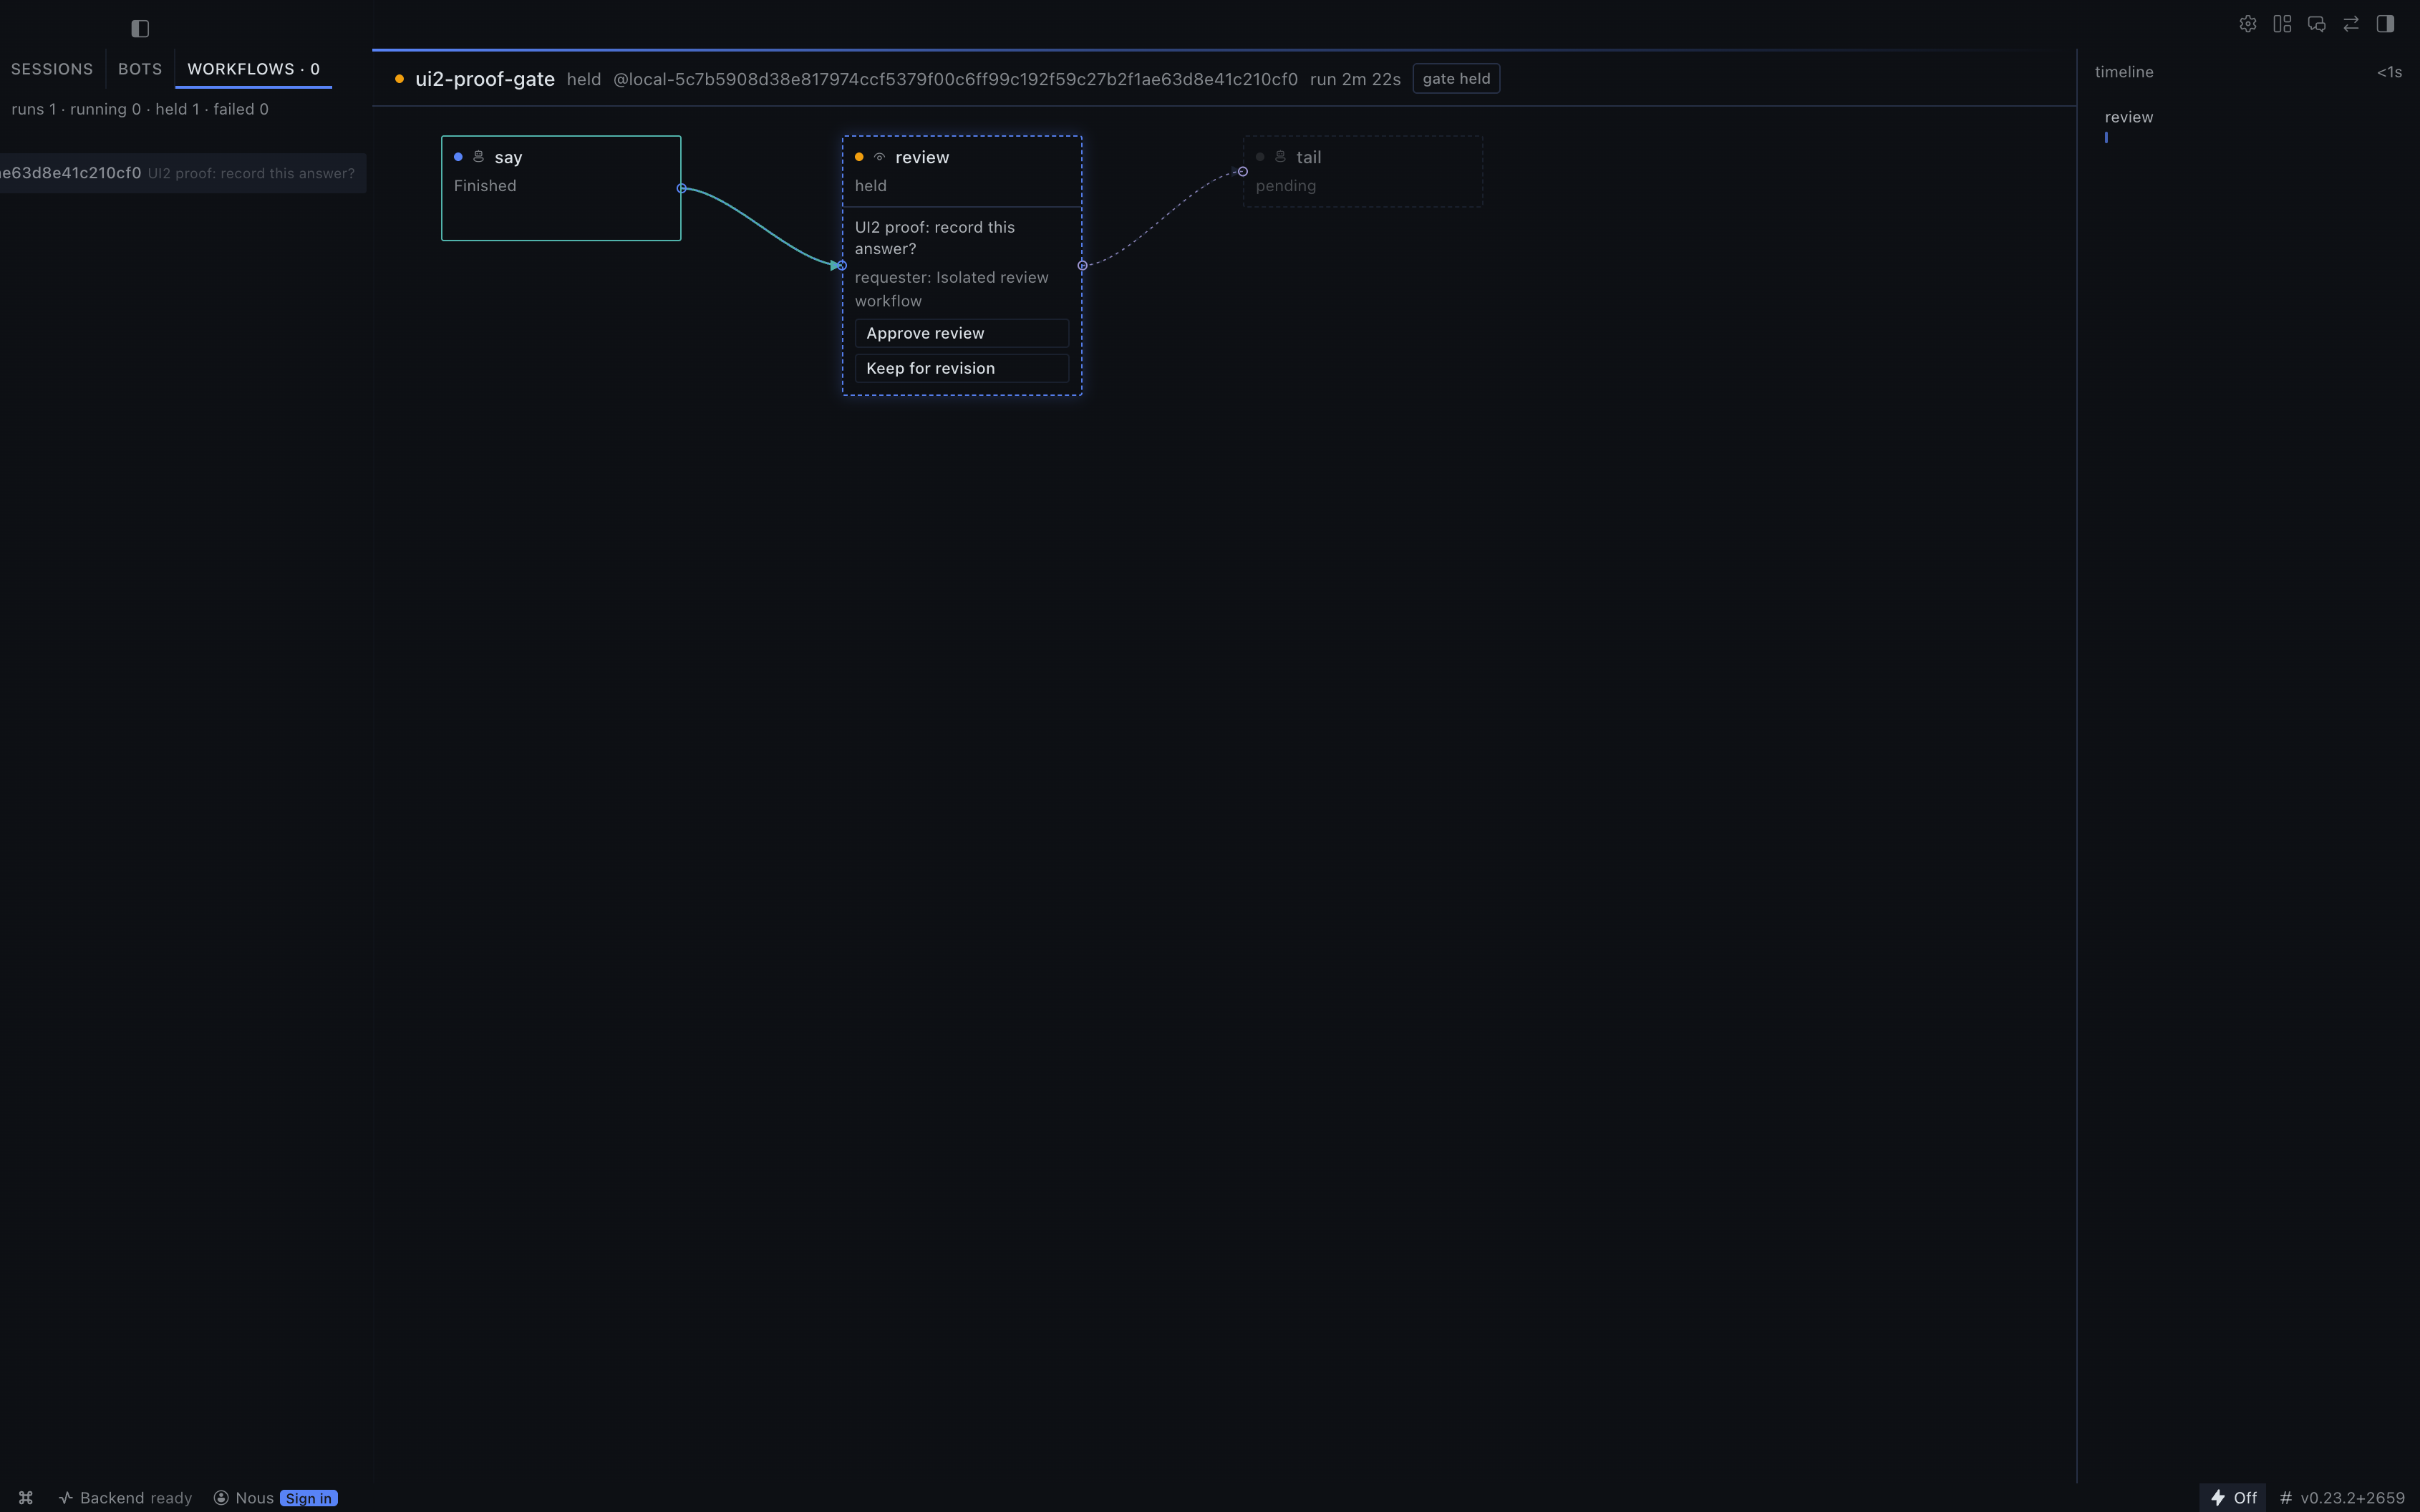 SESSIONS BOTS WORKFLOWS · 0
runs 1 · running 0 · held 1 · failed 0
ae63d8e41c210cf0 UI2 proof: record this answer?
ui2-proof-gate held @local-5c7b5908d38e817974ccf5379f00c6ff99c192f59c27b2f1ae63d8e41c210cf0 run 2m 22s gate held
say
Finished
review
held
UI2 proof: record this
answer?
requester: Isolated review
workflow
Approve review
Keep for revision
tail
pending
timeline <1s
review
Backend ready Nous Sign in
Off # v0.23.2+2659